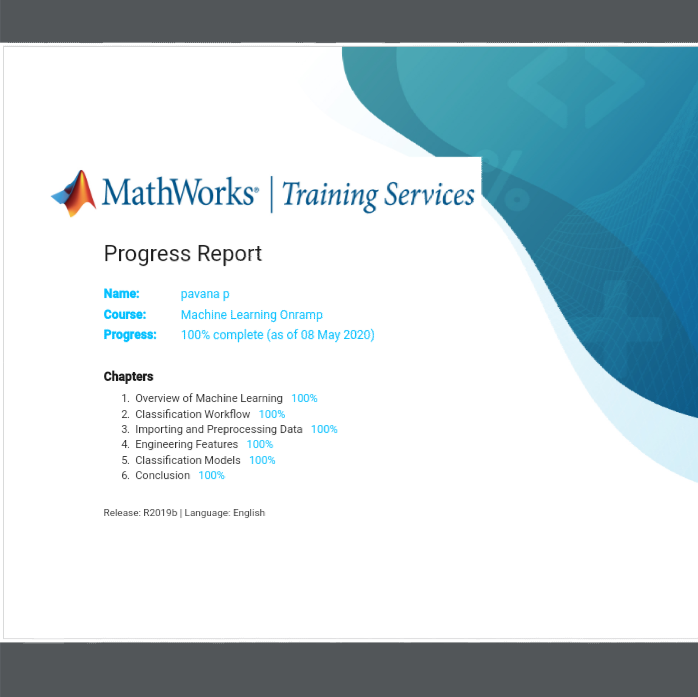 MathWorks® | Training Services
Progress Report
Name: pavana p
Course: Machine Learning Onramp
Progress: 100% complete (as of 08 May 2020)
Chapters
1. Overview of Machine Learning 100%
2. Classification Workflow 100%
3. Importing and Preprocessing Data 100%
4. Engineering Features 100%
5. Classification Models 100%
6. Conclusion 100%
Release: R2019b | Language: English